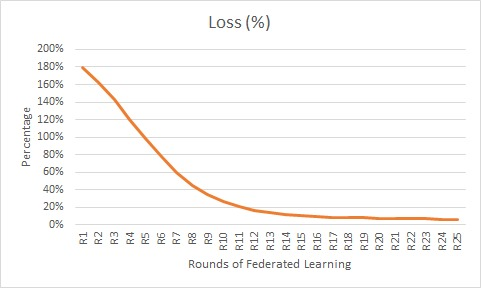 Loss (%)
200%
180%
160%
140%
120%
100%
80%
60%
40%
20%
0%
Percentage
R1
R2
R3
R4
R5
R6
R7
R8
R9
R10
R11
R12
R13
R14
R15
R16
R17
R18
R19
R20
R21
R22
R23
R24
R25
Rounds of Federated Learning